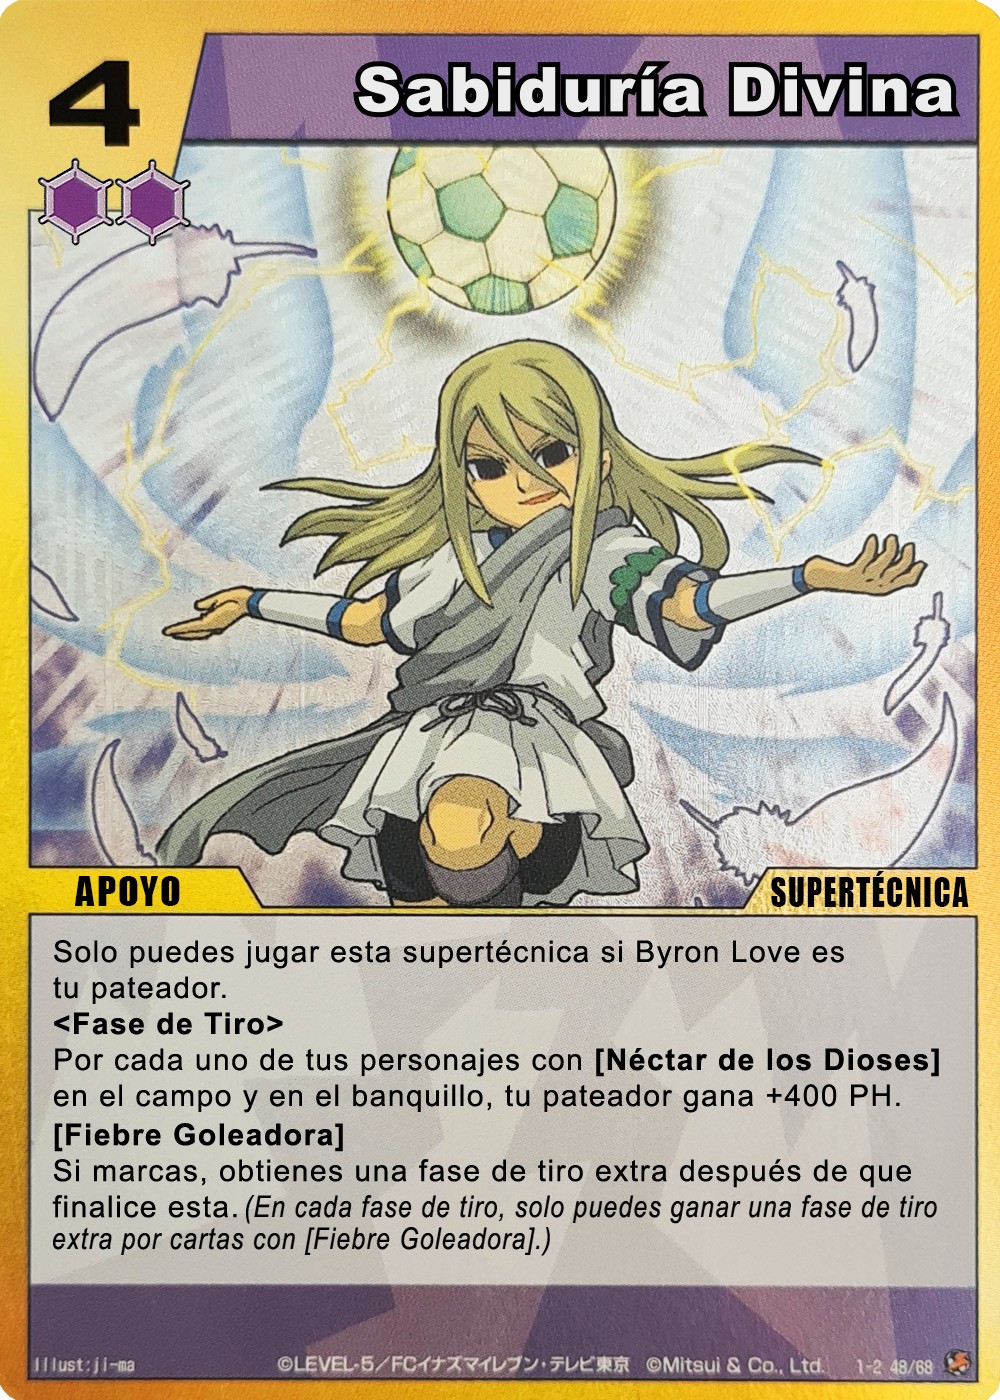 4
Sabiduría Divina
APOYO
SUPERTÉCNICA
Solo puedes jugar esta supertécnica si Byron Love es
tu pateador.
<Fase de Tiro>
Por cada uno de tus personajes con [Néctar de los Dioses]
en el campo y en el banquillo, tu pateador gana +400 PH.
[Fiebre Goleadora]
Si marcas, obtienes una fase de tiro extra después de que
finalice esta. (En cada fase de tiro, solo puedes ganar una fase de tiro
extra por cartas con [Fiebre Goleadora].)
Illust:ji-ma
©LEVEL-5／FCイナズマイレブン・テレビ東京 ©Mitsui & Co., Ltd.
1-2 48/68